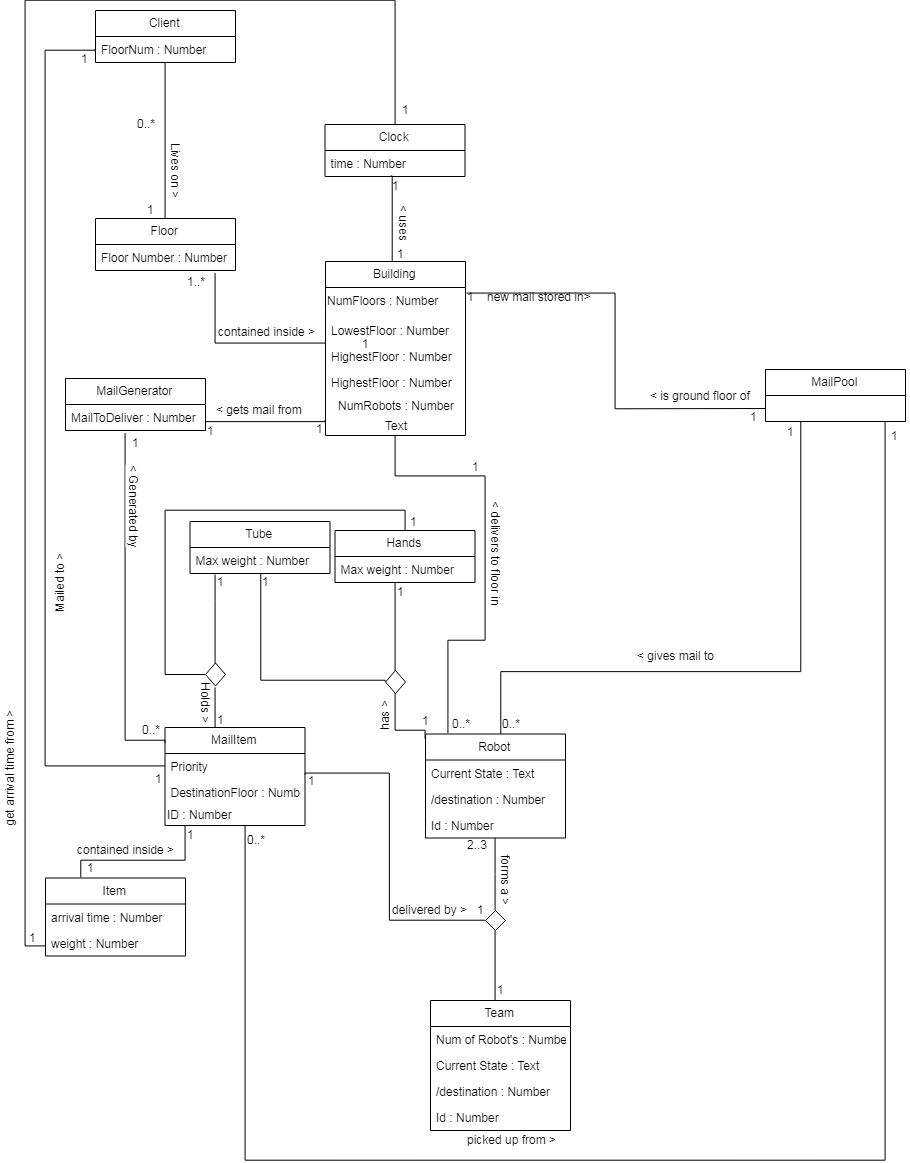 Client
FloorNum : Number
1
0..*
Lives on >
1
1
Clock
time : Number
1
< uses
1
Floor
Floor Number : Number
1..*
contained inside >
Building
NumFloors : Number
LowestFloor : Number
1
HighestFloor : Number
HighestFloor : Number
NumRobots : Number
Text
1
new mail stored in>
< is ground floor of
1
MailPool
1
1
MailGenerator
MailToDeliver : Number
1
< gets mail from
1
1
< Generated by
1
< delivers to floor in
Tube
Max weight : Number
1
1
1
Hands
Max weight : Number
1
Mailed to <
Holds >
1
< has
1
0..*
0..*
< gives mail to
0..*
MailItem
Priority
DestinationFloor : Numb
ID : Number
1
1
1
0..*
Robot
Current State : Text
/destination : Number
Id : Number
2..3
forms a >
get arrival time from >
contained inside >
1
Item
arrival time : Number
weight : Number
1
delivered by >
1
1
Team
Num of Robot's : Numbe
Current State : Text
/destination : Number
Id : Number
picked up from >